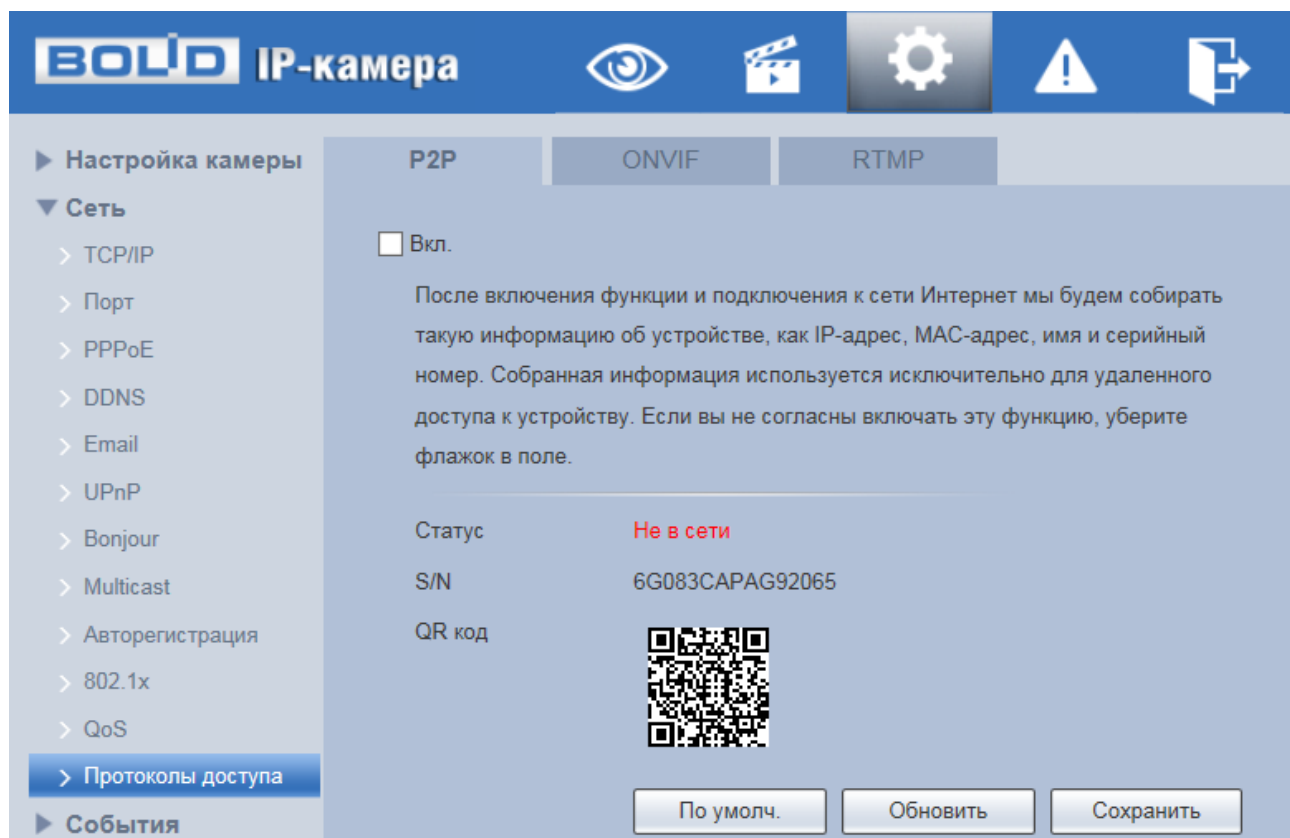 BOLID IP-камера
Настройка камеры
Сеть
TCP/IP
Порт
PPPoE
DDNS
Email
UPnP
Bonjour
Multicast
Авторегистрация
802.1x
QoS
Протоколы доступа
События
P2P
ONVIF
RTMP
Вкл.
После включения функции и подключения к сети Интернет мы будем собирать
такую информацию об устройстве, как IP-адрес, MAC-адрес, имя и серийный
номер. Собранная информация используется исключительно для удаленного
доступа к устройству. Если вы не согласны включать эту функцию, уберите
флажок в поле.
Статус Не в сети
S/N 6G083CAPAG92065
QR код
По умолч. Обновить Сохранить